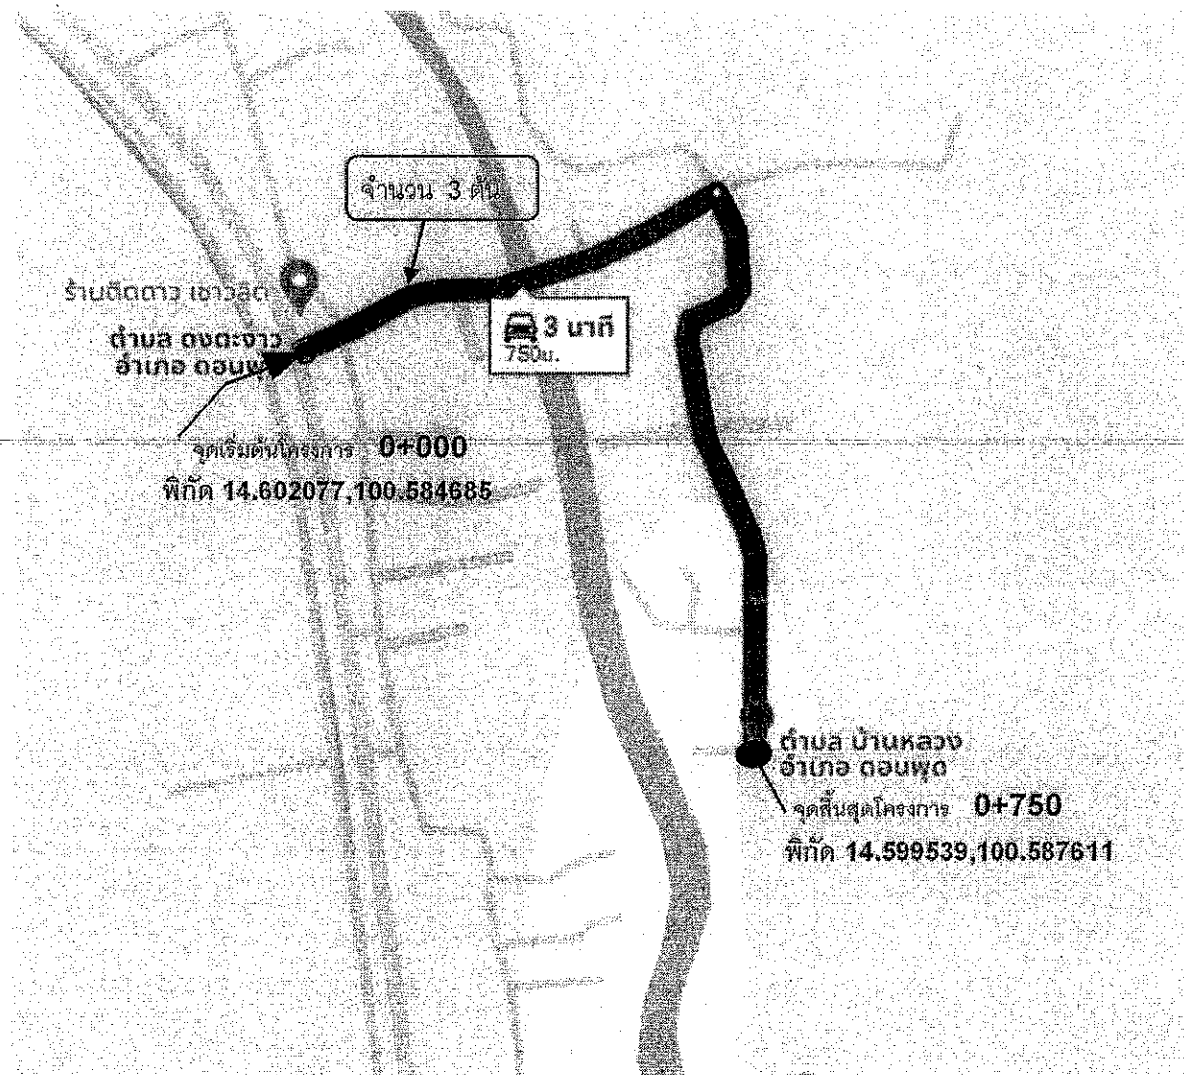 จำนวน 3 ต้น
ร้านติดดาว เชาวลิต
ตำบล ดงตะงาว
อำเภอ ดอนพุด
3 นาที
750ม.
จุดเริ่มต้นโครงการ 0+000
พิกัด 14.602077,100.584685
ตำบล บ้านหลวง
อำเภอ ดอนพุด
จุดสิ้นสุดโครงการ 0+750
พิกัด 14.599539,100.587611